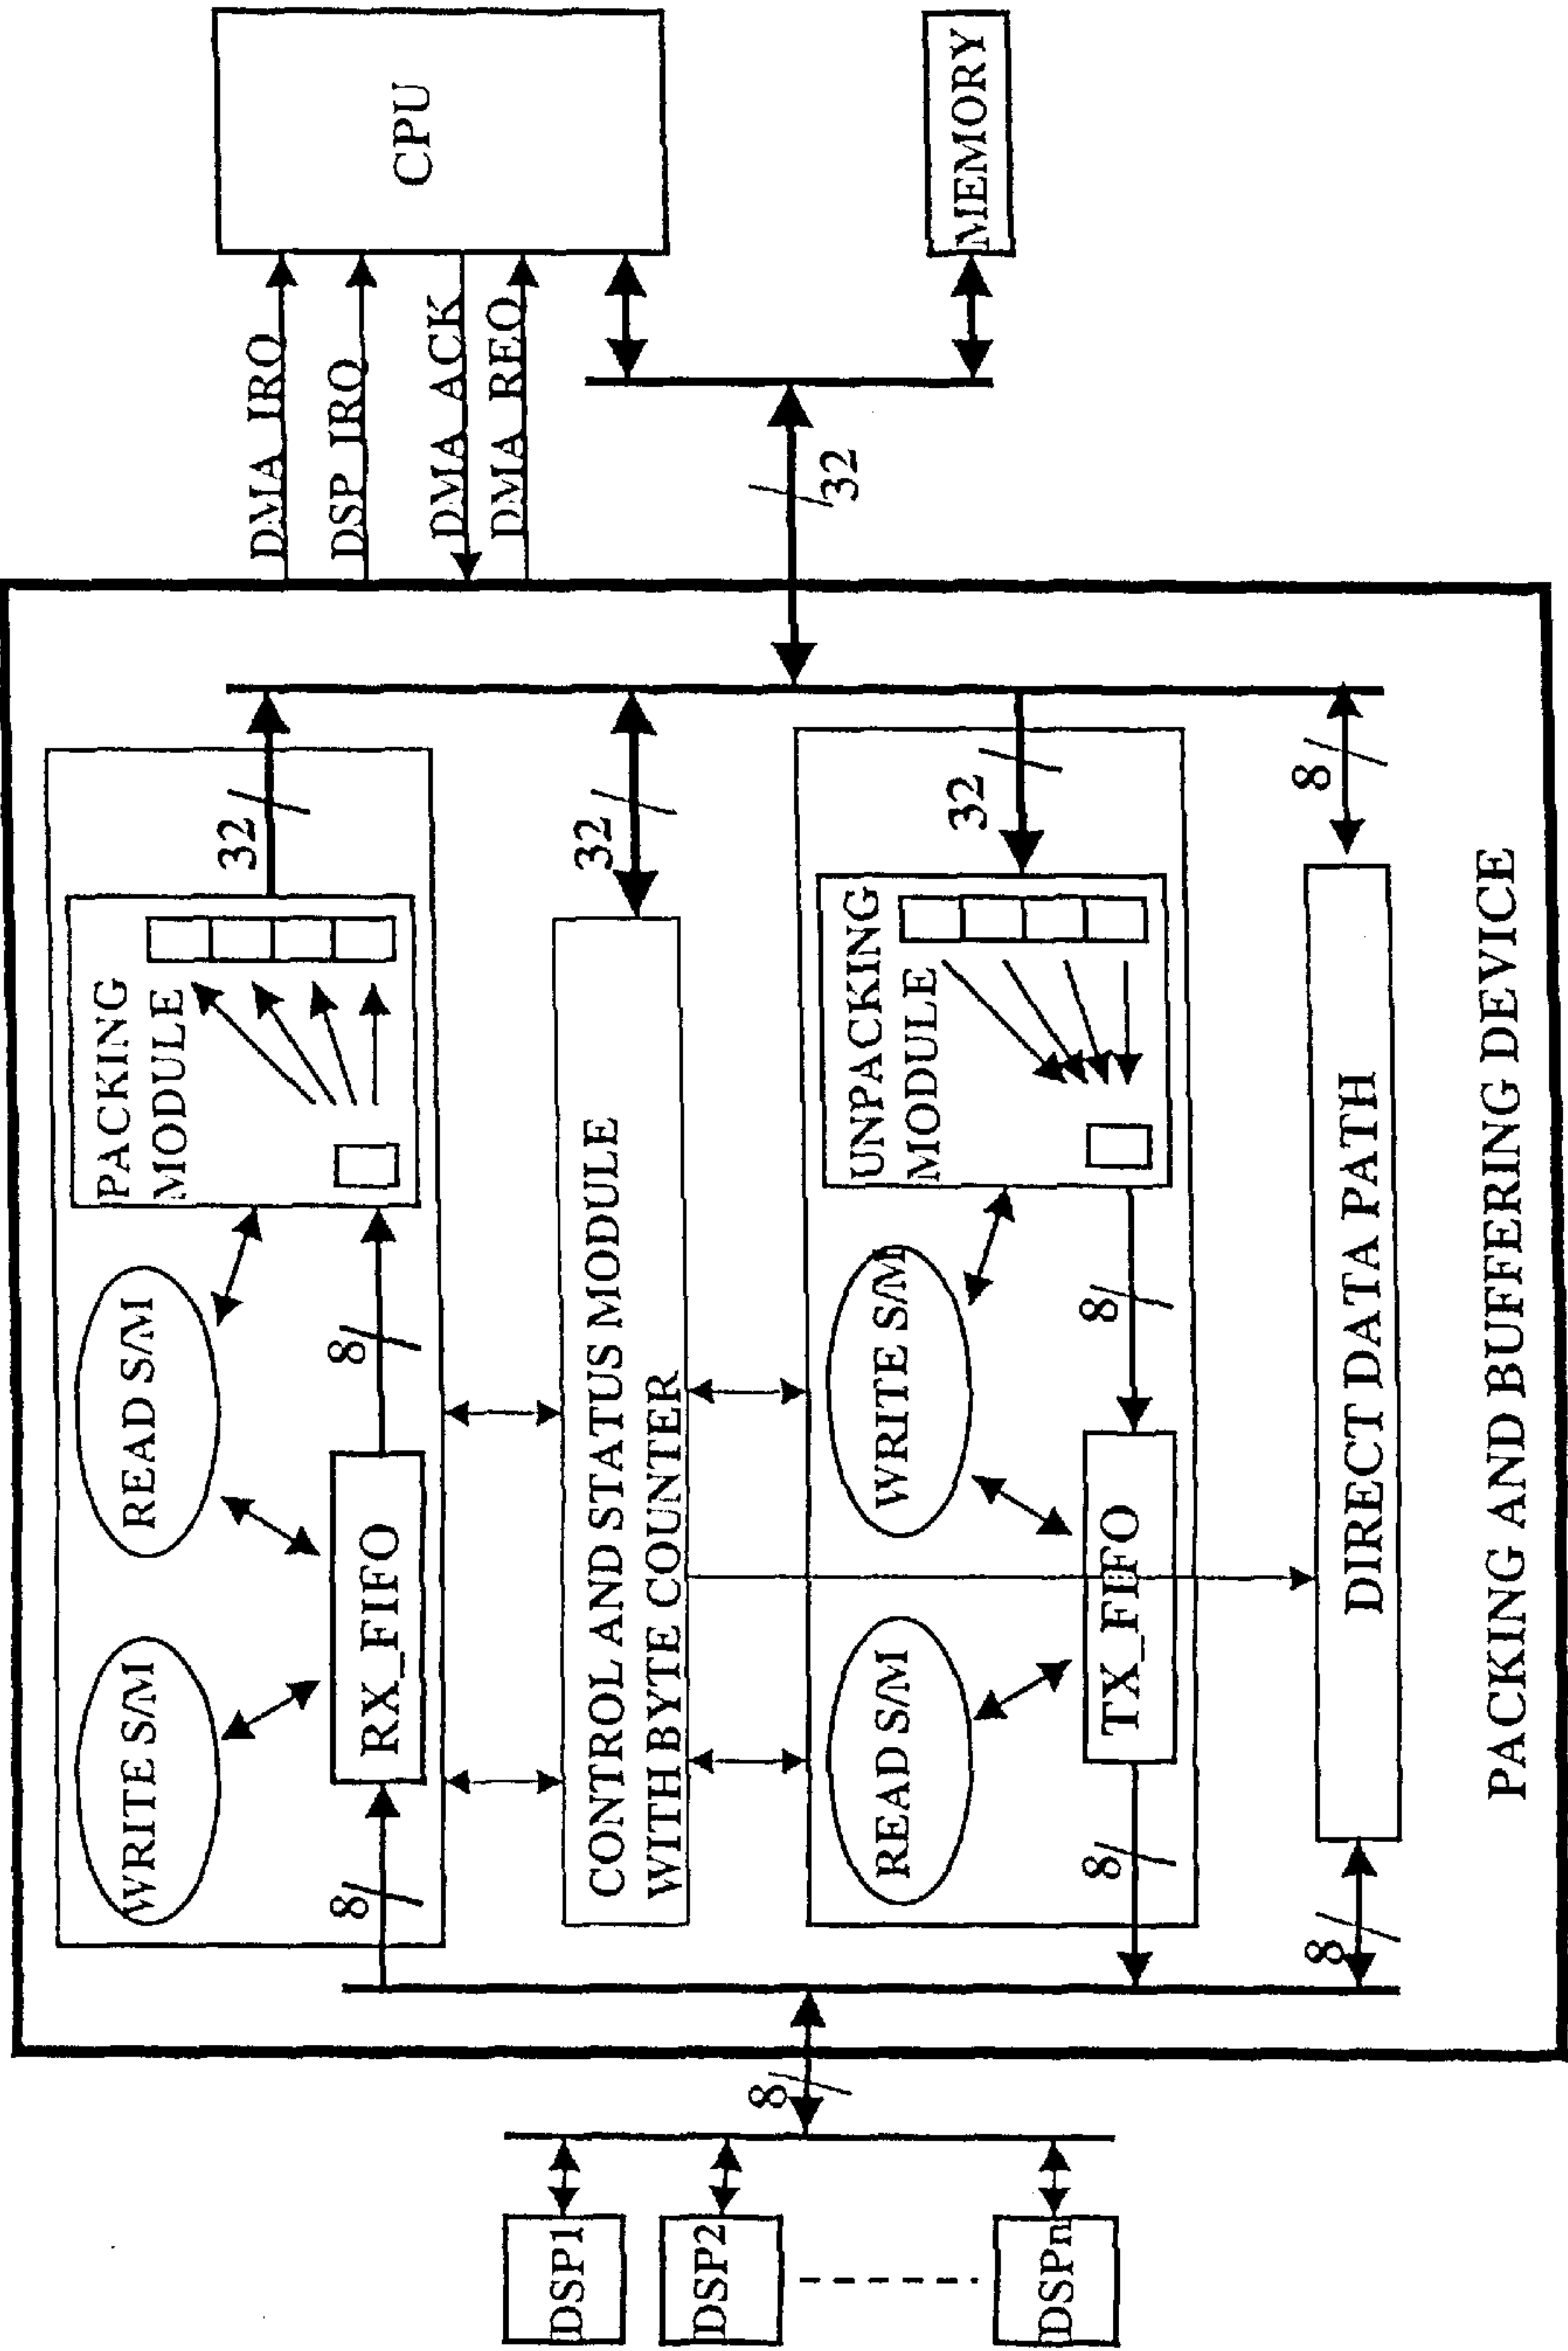 WRITE S/M
READ S/M
PACKING
MODULE
32
DMA_IRQ
CPU
RX_FIFO
8
8
DSP_IRQ
DMA_ACK
DMA_REQ
DSP1
DSP2
DSPn
8
CONTROL AND STATUS MODULE
WITH BYTE COUNTER
32
32
READ S/M
WRITE S/M
UNPACKING
MODULE
32
MEMORY
TX_FIFO
8
8
DIRECT DATA PATH
8
8
PACKING AND BUFFERING DEVICE